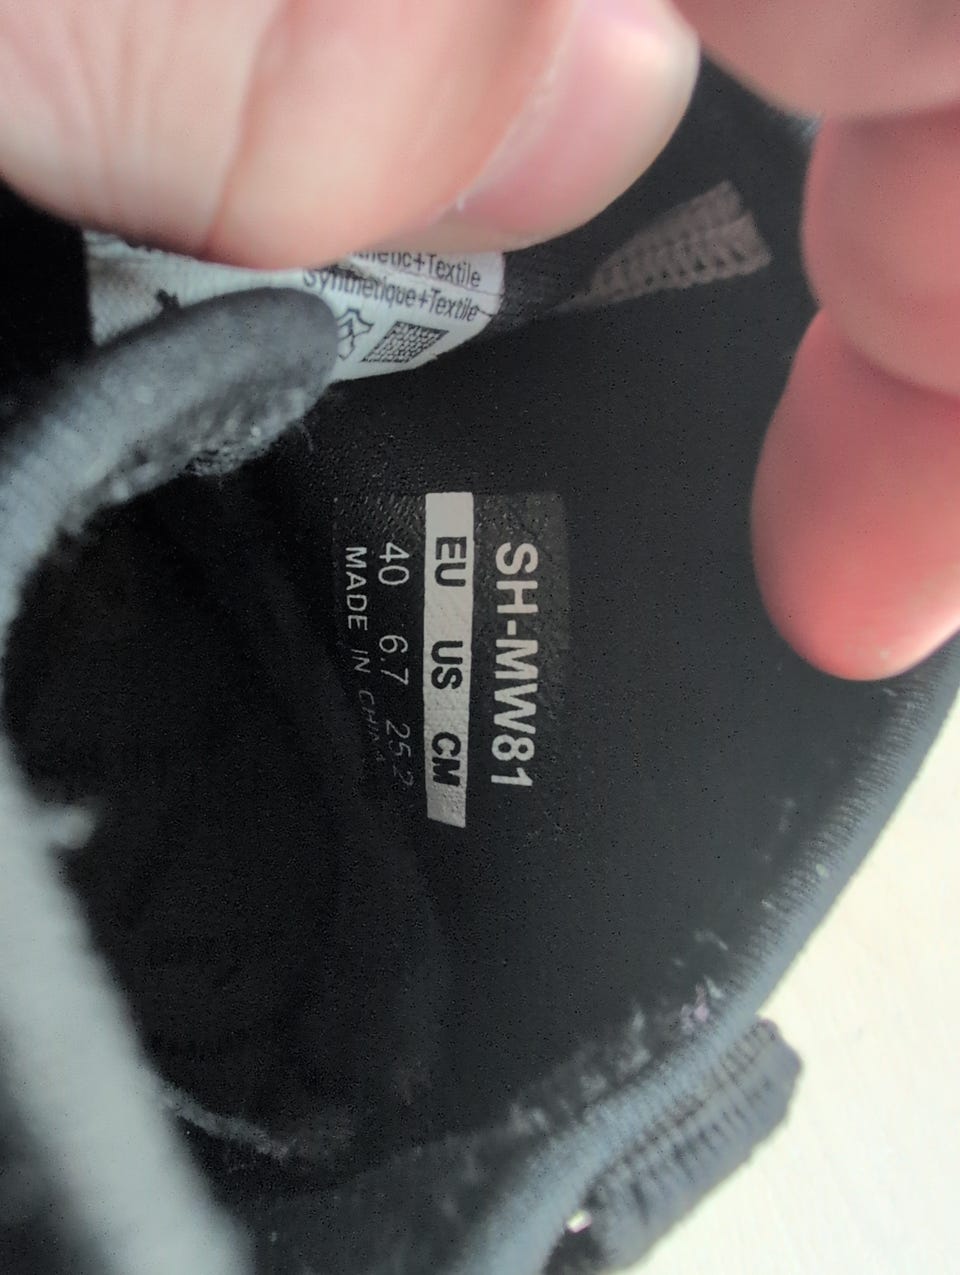 Synthetique+Textile
SH-MW81
EU US CM
40 6.7 25.2
MADE IN CHINA